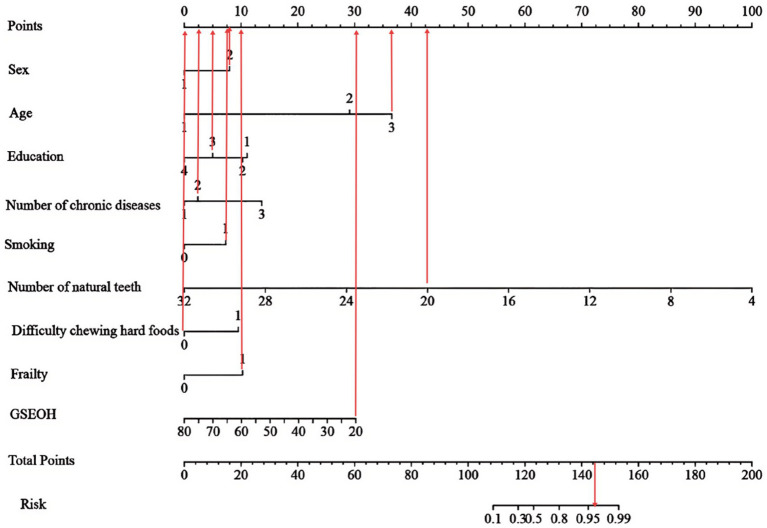 0 10 20 30 40 50 60 70 80 90 100
Points
2
Sex
1
2
Age
1 3
3 1
Education
4 2
2
Number of chronic diseases
1 3
1
Smoking
0
Number of natural teeth
32 28 24 20 16 12 8 4
1
Difficulty chewing hard foods
0
1
Frailty
0
GSEOH
80 70 60 50 40 30 20
Total Points
0 20 40 60 80 100 120 140 160 180 200
Risk
0.1 0.3 0.5 0.8 0.95 0.99